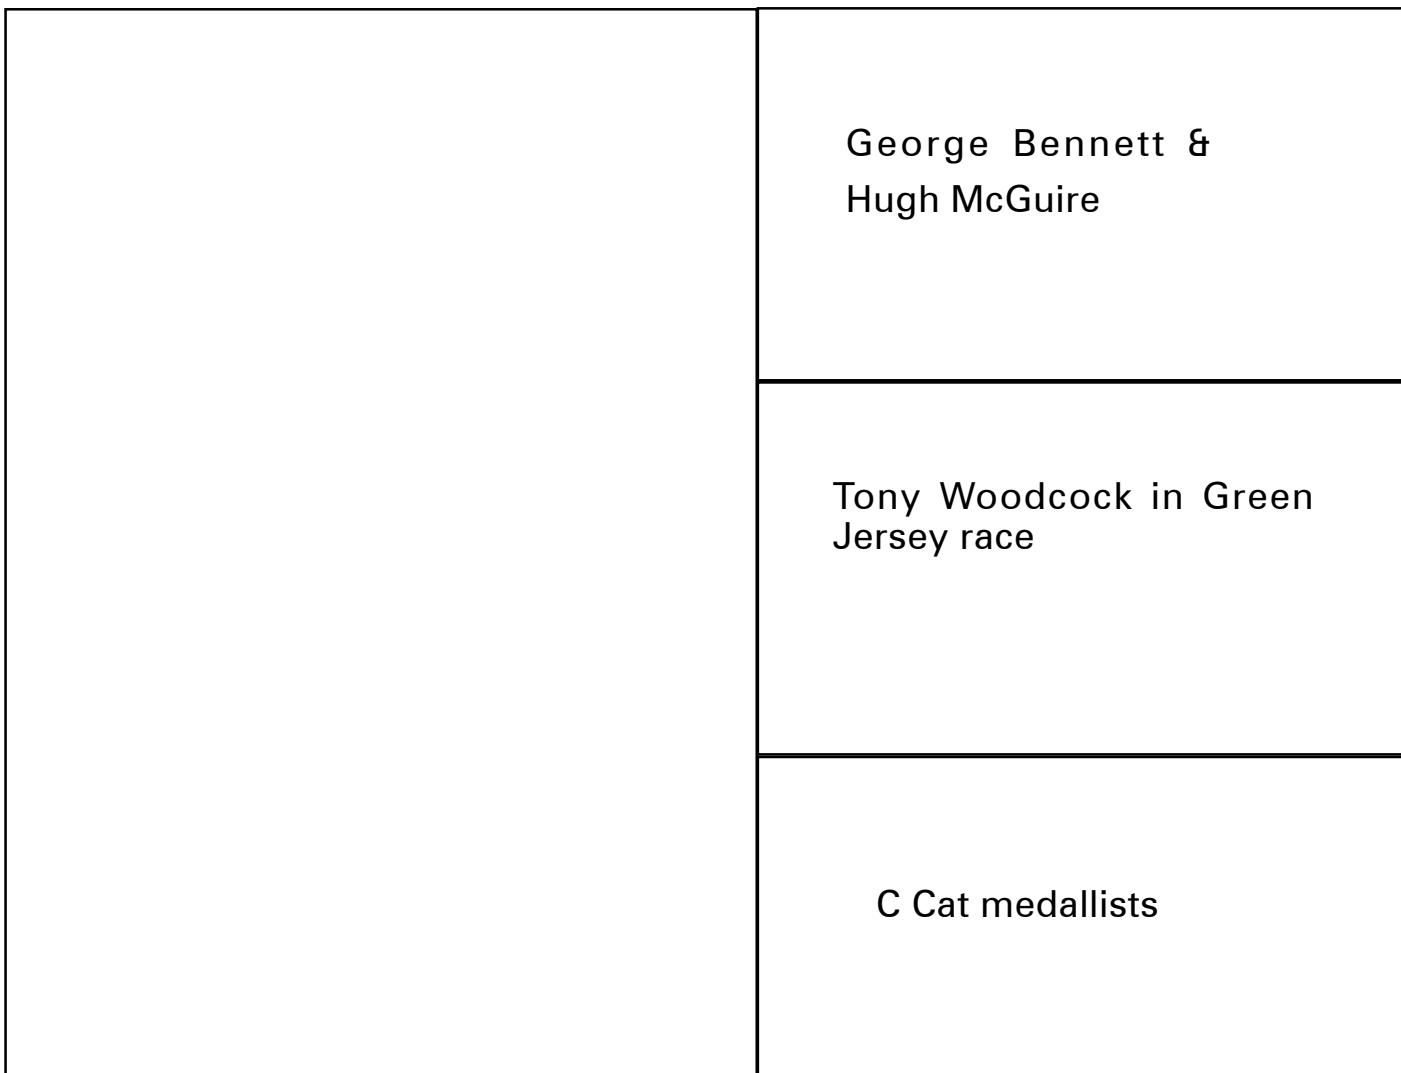 George Bennett &
Hugh McGuire
Tony Woodcock in Green
Jersey race
C Cat medallists